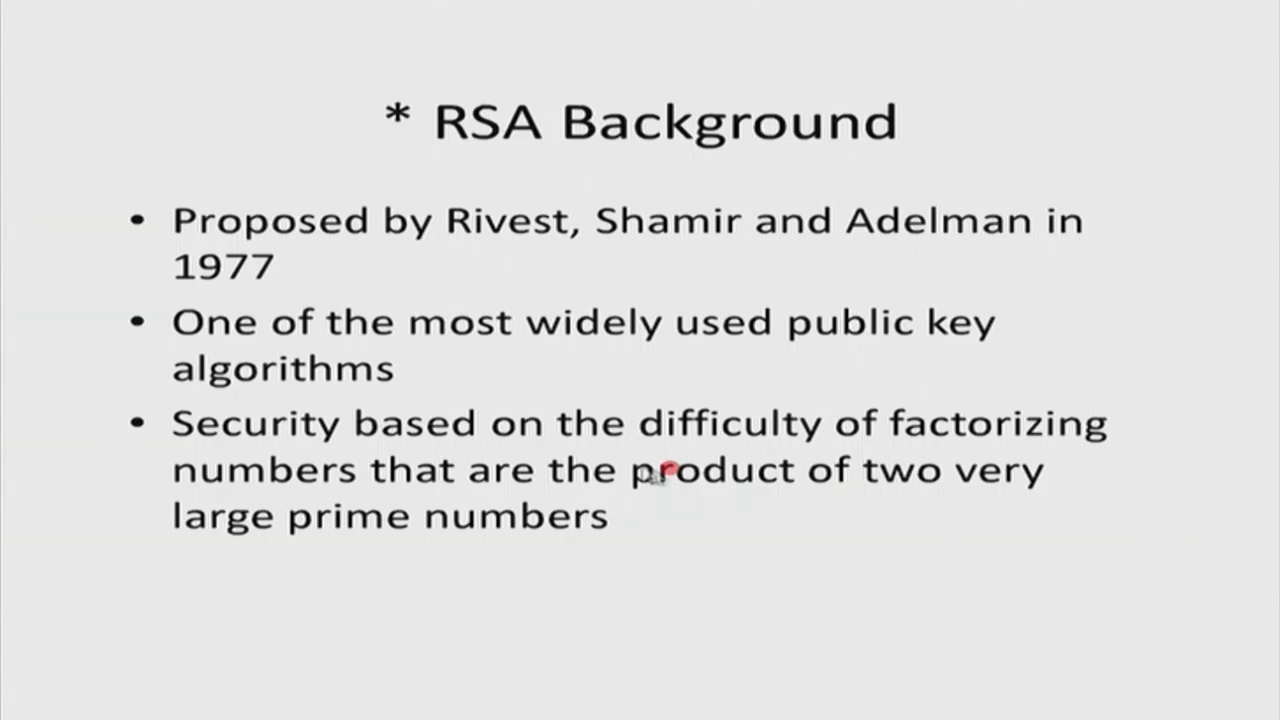 * RSA Background
• Proposed by Rivest, Shamir and Adelman in
1977
• One of the most widely used public key
algorithms
• Security based on the difficulty of factorizing
numbers that are the product of two very
large prime numbers